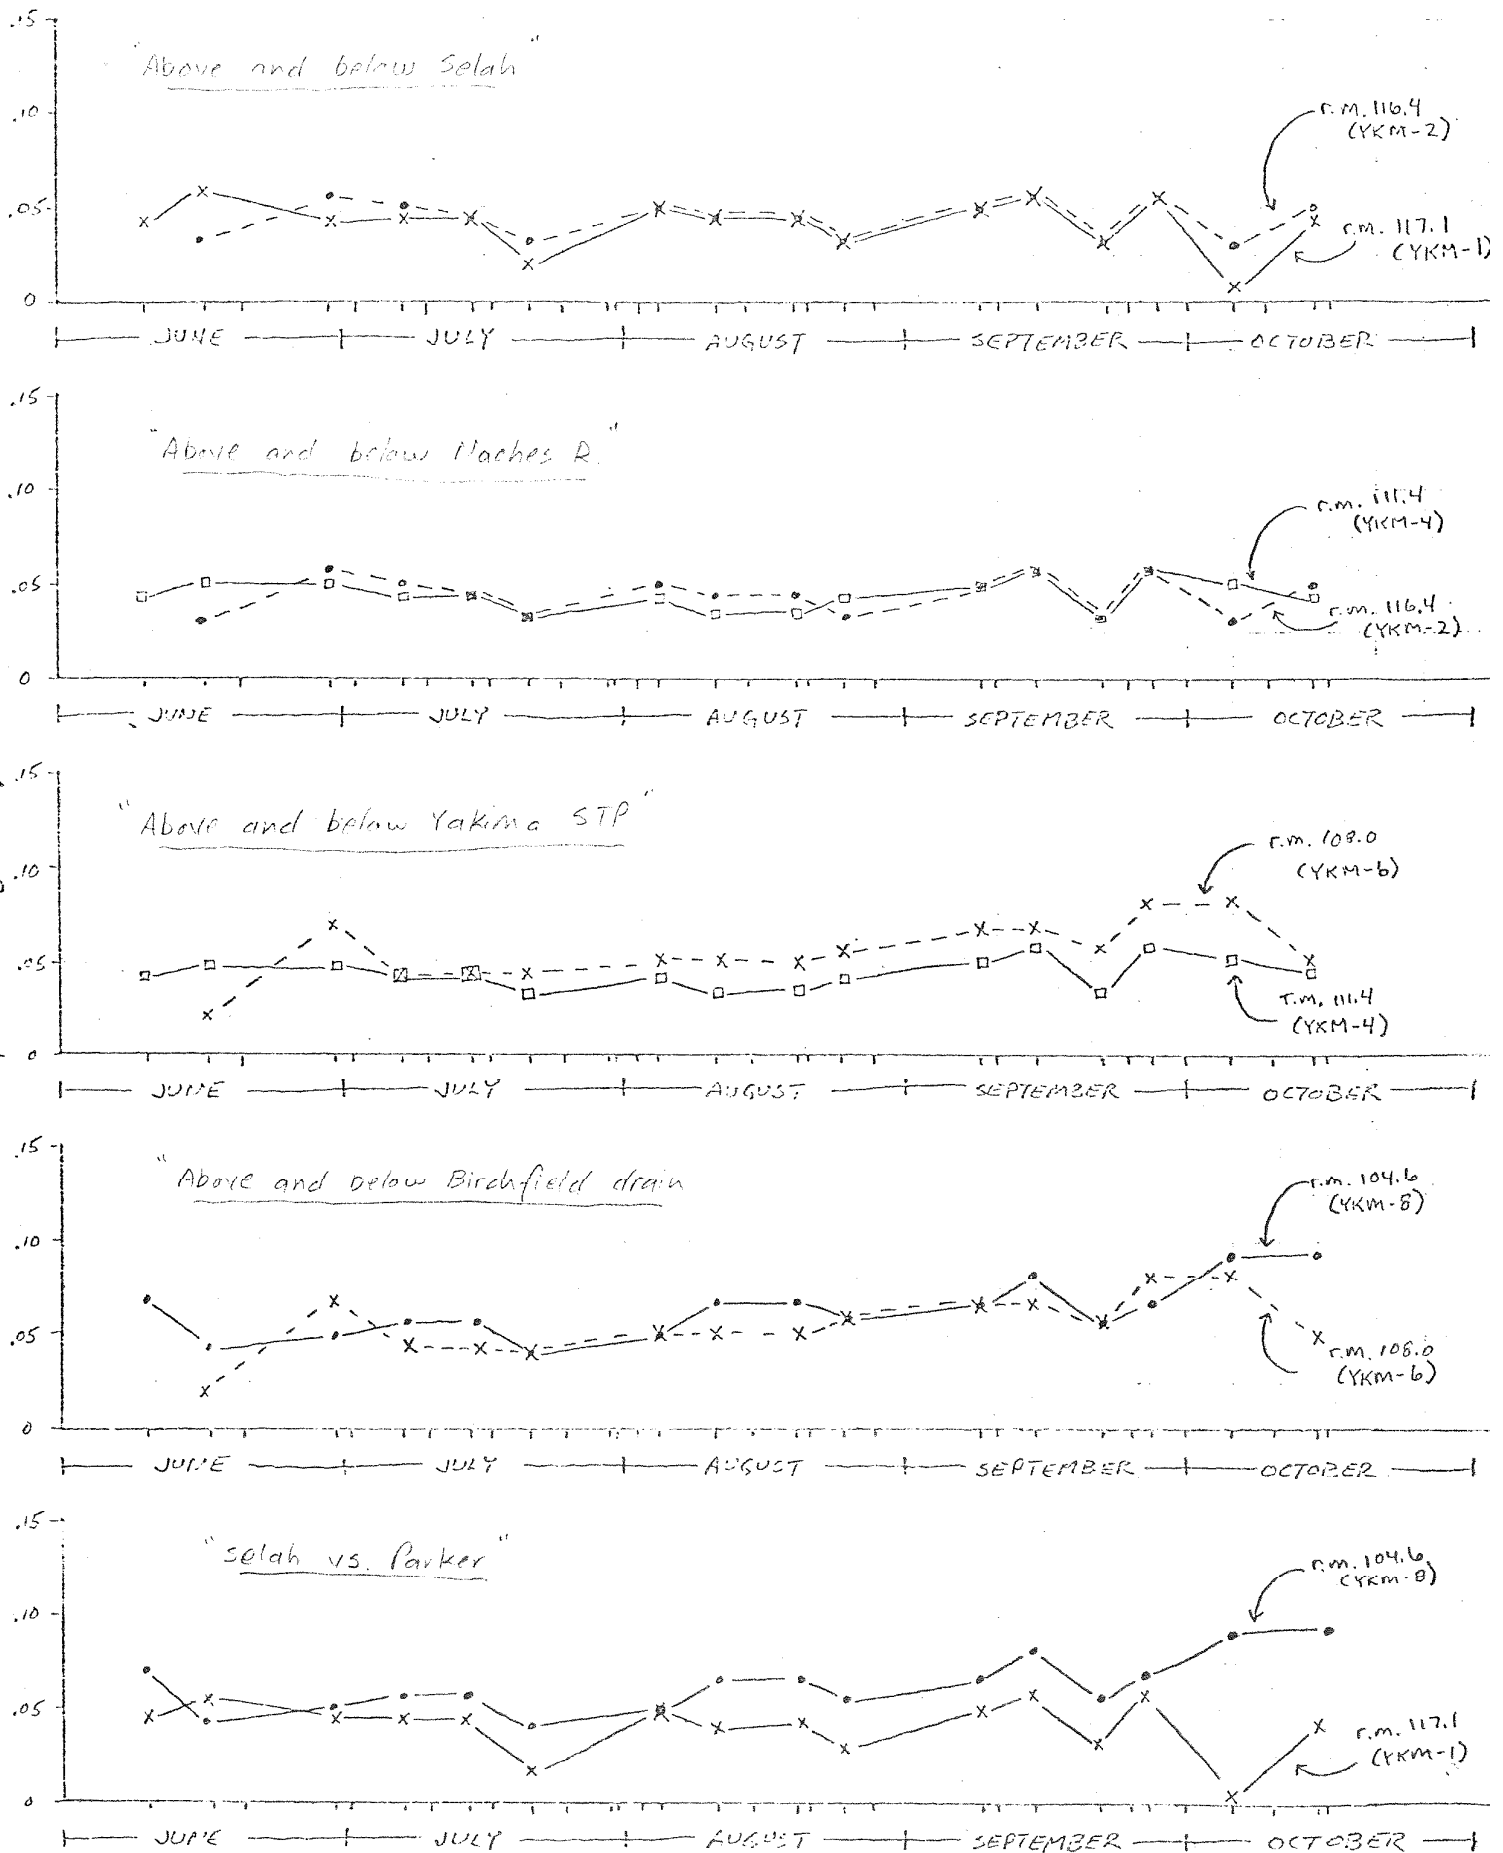 .15
"Above and below Selah"
.10
r.m. 116.4
(YKM-2)
.05
r.m. 117.1
(YKM-1)
0
JUNE JULY AUGUST SEPTEMBER OCTOBER
.15
"Above and below Naches R."
.10
r.m. 111.4
(YKM-4)
.05
r.m. 116.4
(YKM-2)
0
JUNE JULY AUGUST SEPTEMBER OCTOBER
.15
"Above and below Yakima STP"
r.m. 108.0
(YKM-6)
.10
.05
r.m. 111.4
(YKM-4)
0
JUNE JULY AUGUST SEPTEMBER OCTOBER
.15
"Above and below Birchfield drain
r.m. 104.6
(YKM-8)
.10
.05
r.m. 108.0
(YKM-6)
0
JUNE JULY AUGUST SEPTEMBER OCTOBER
.15
"Selah vs. Parker"
r.m. 104.6
(YKM-8)
.10
.05
r.m. 117.1
(YKM-1)
0
JUNE JULY AUGUST SEPTEMBER OCTOBER